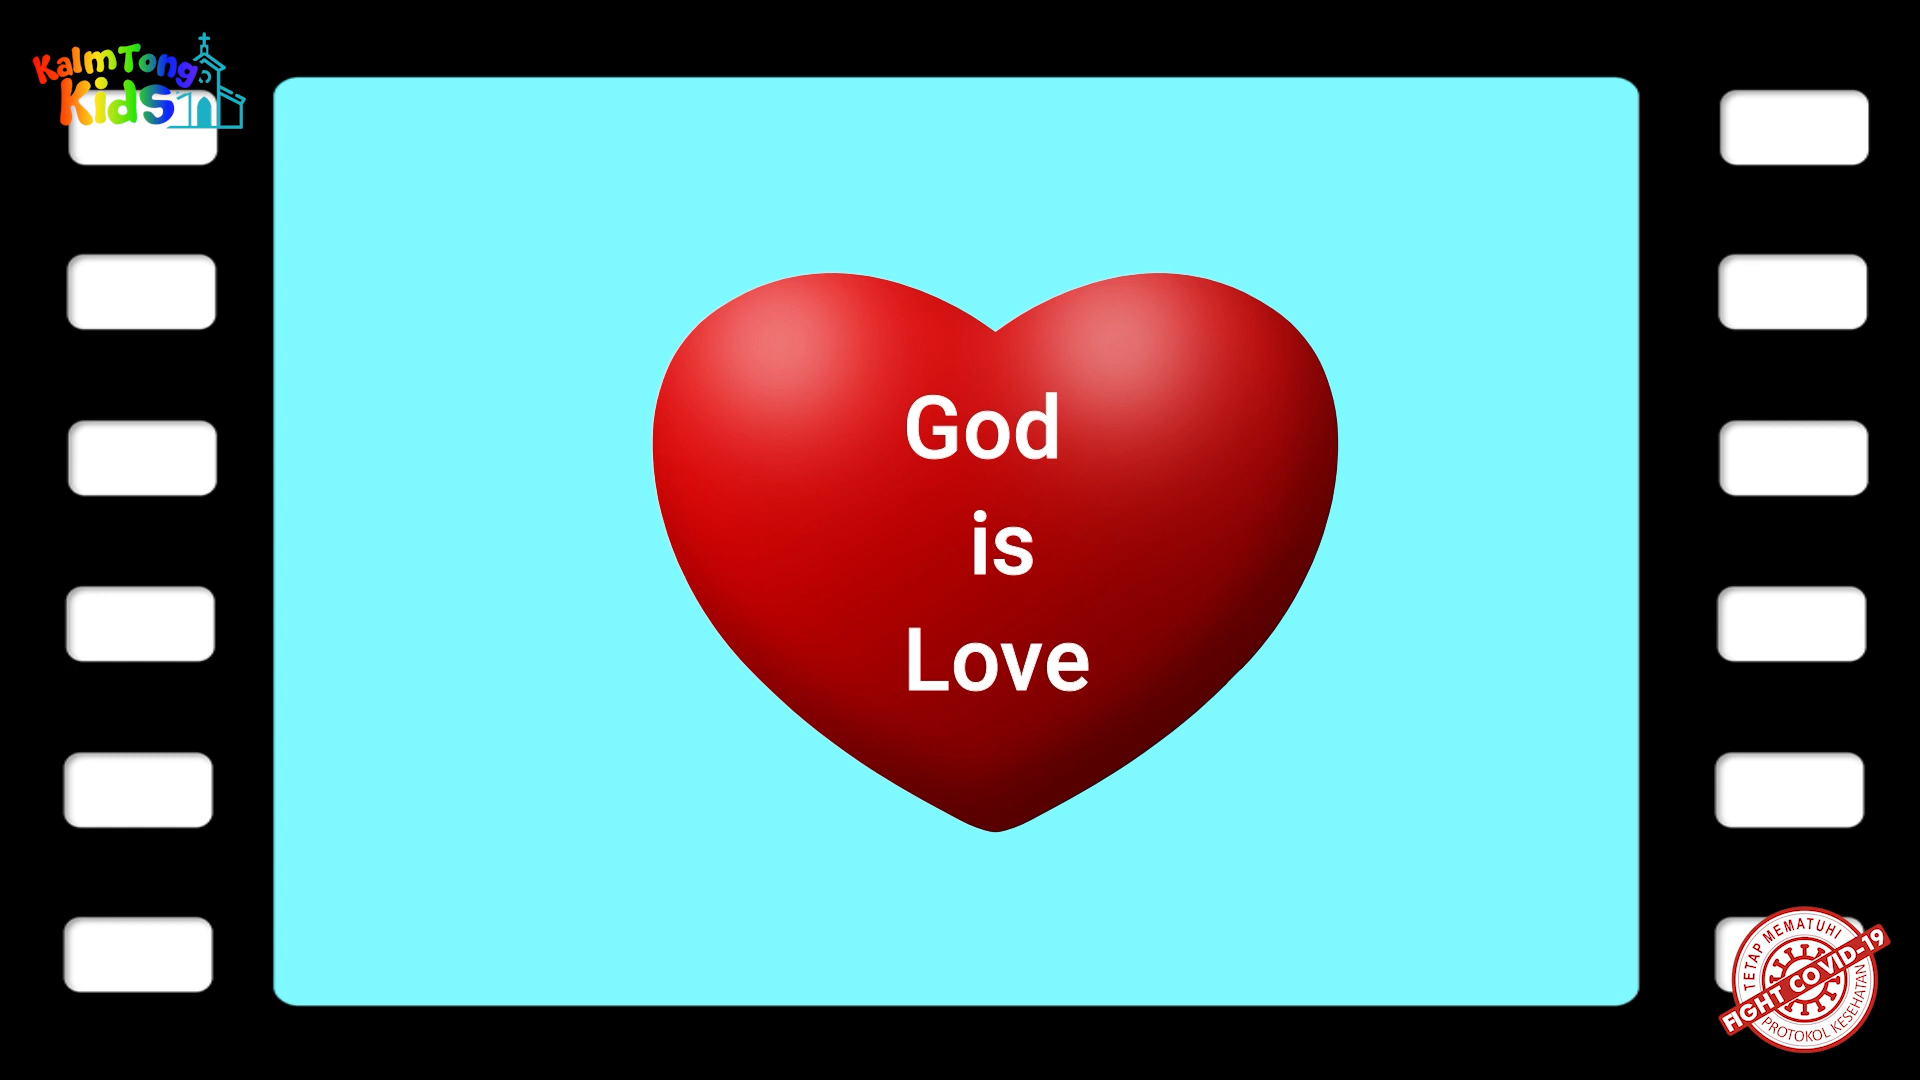 KalmTong
Kids
God
is
Love
TETAP MEMATUHI
FIGHT COVID-19
PROTOKOL KESEHATAN